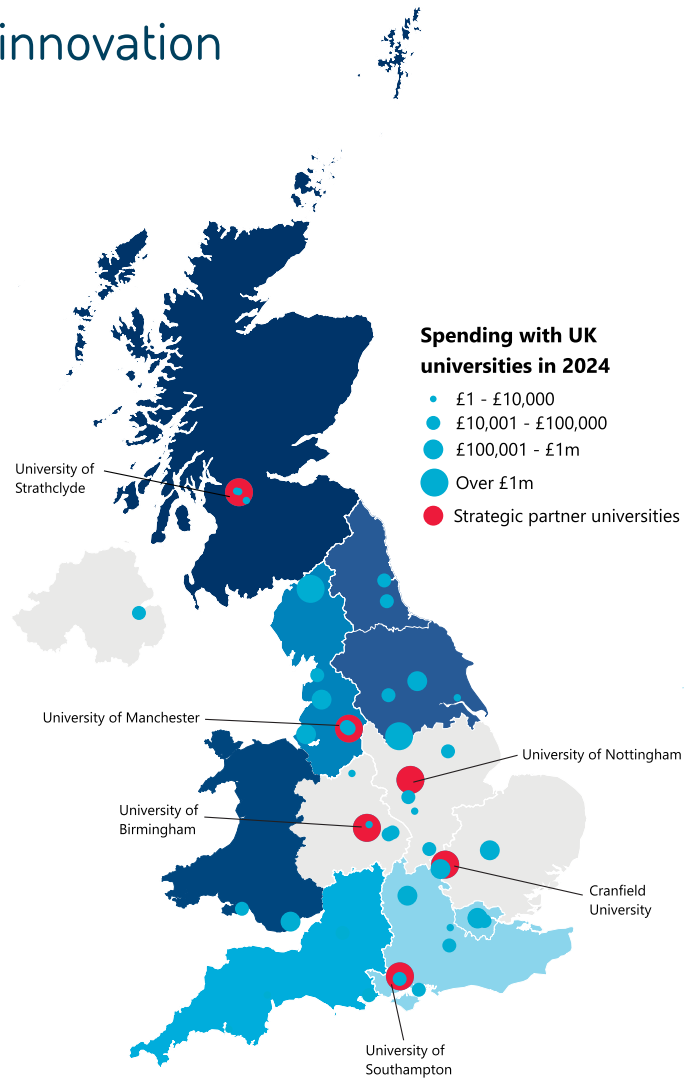 innovation
Spending with UK
universities in 2024
£1 - £10,000
£10,001 - £100,000
£100,001 - £1m
Over £1m
Strategic partner universities
University of
Strathclyde
University of Manchester
University of Nottingham
University of
Birmingham
Cranfield
University
University of
Southampton